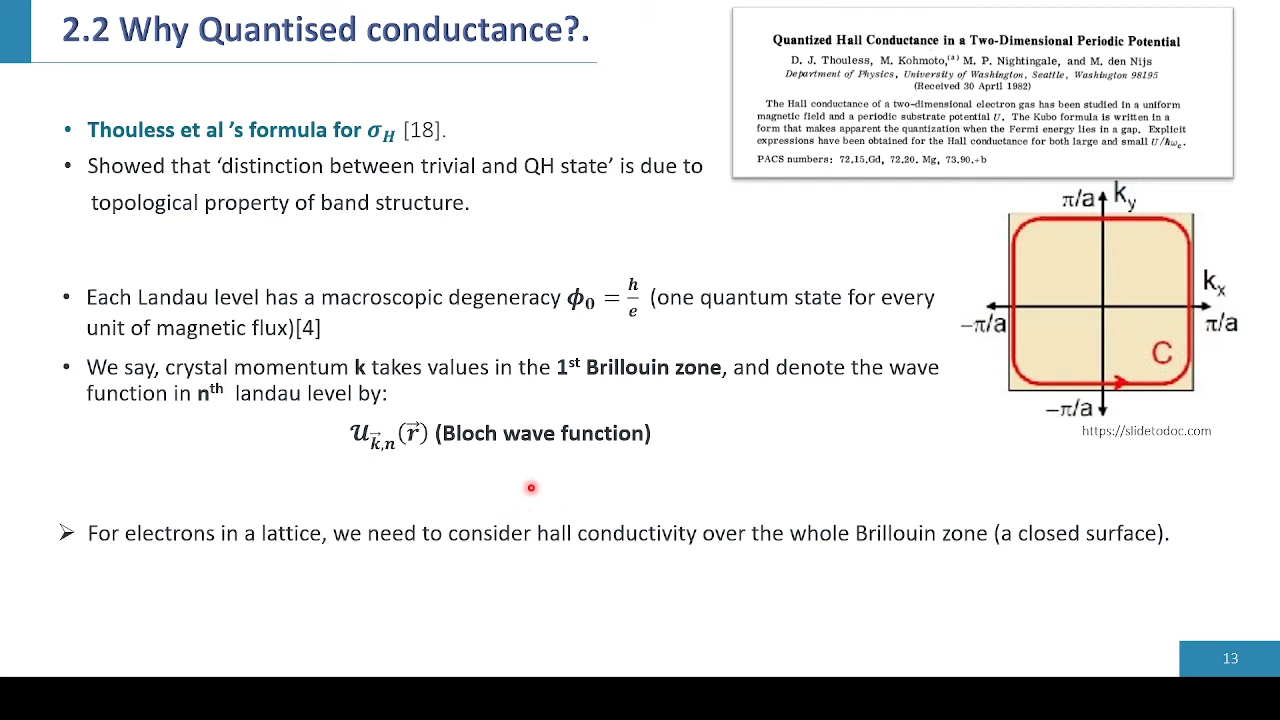 2.2 Why Quantised conductance?.
Quantized Hall Conductance in a Two-Dimensional Periodic Potential
D. J. Thouless, M. Kohmoto,⁽ᵃ⁾ M. P. Nightingale, and M. den Nijs
Department of Physics, University of Washington, Seattle, Washington 98195
(Received 30 April 1982)
The Hall conductance of a two-dimensional electron gas has been studied in a uniform
magnetic field and a periodic substrate potential U. The Kubo formula is written in a
form that makes apparent the quantization when the Fermi energy lies in a gap. Explicit
expressions have been obtained for the Hall conductance for both large and small U/ℏω_c.
PACS numbers: 72.15.Gd, 72.20. Mg, 73.90.+b
• Thouless et al 's formula for σ_H [18].
• Showed that 'distinction between trivial and QH state' is due to
topological property of band structure.
• Each Landau level has a macroscopic degeneracy ϕ₀ = h/e (one quantum state for every
unit of magnetic flux)[4]
• We say, crystal momentum k takes values in the 1st Brillouin zone, and denote the wave
function in nth landau level by:
𝓤_k⃗,n(r⃗) (Bloch wave function)
π/a
k_y
k_x
−π/a
π/a
C
−π/a
https://slidetodoc.com
➢ For electrons in a lattice, we need to consider hall conductivity over the whole Brillouin zone (a closed surface).
13